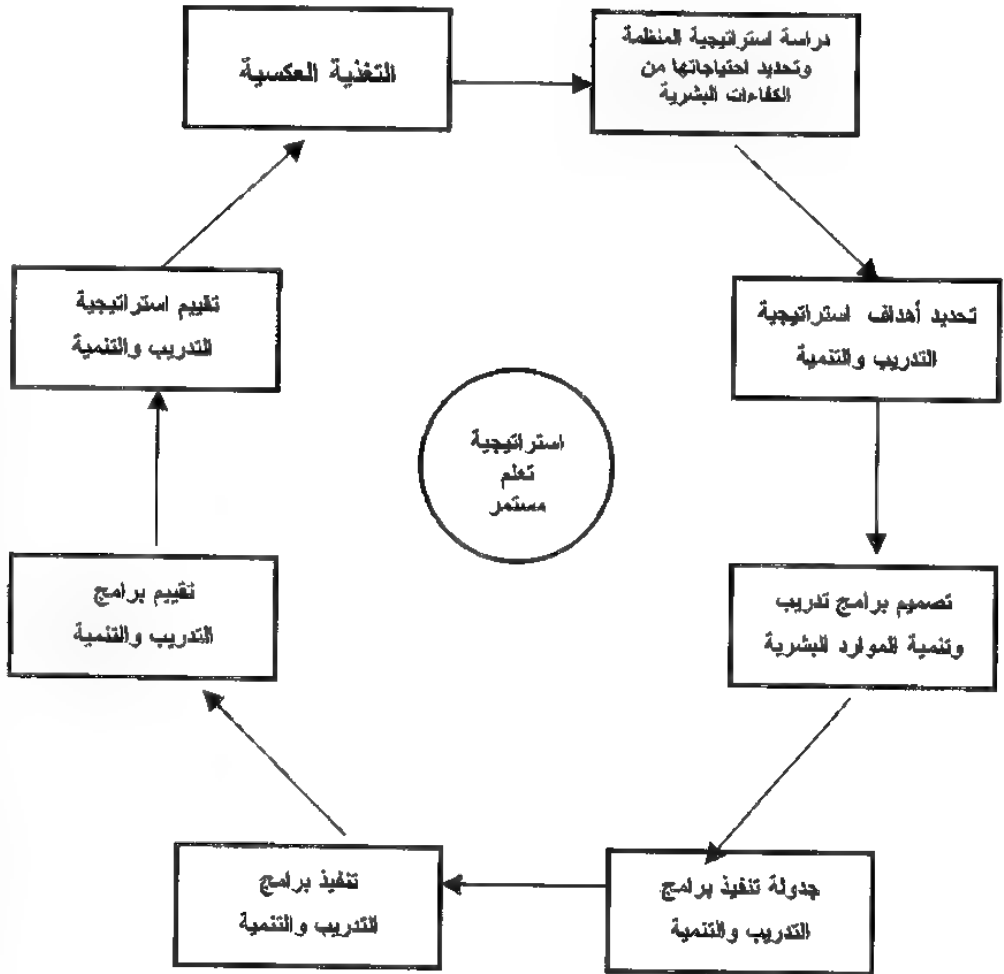 دراسة استراتيجية المنظمة
وتحديد احتياجاتها من
الكفاءات البشرية
تحديد أهداف استراتيجية
التدريب والتنمية
تصميم برامج تدريب
وتنمية الموارد البشرية
جدولة تنفيذ برامج
التدريب والتنمية
تنفيذ برامج
التدريب والتنمية
تقييم برامج
التدريب والتنمية
تقييم استراتيجية
التدريب والتنمية
التغذية العكسية
استراتيجية
تعلم
مستمر